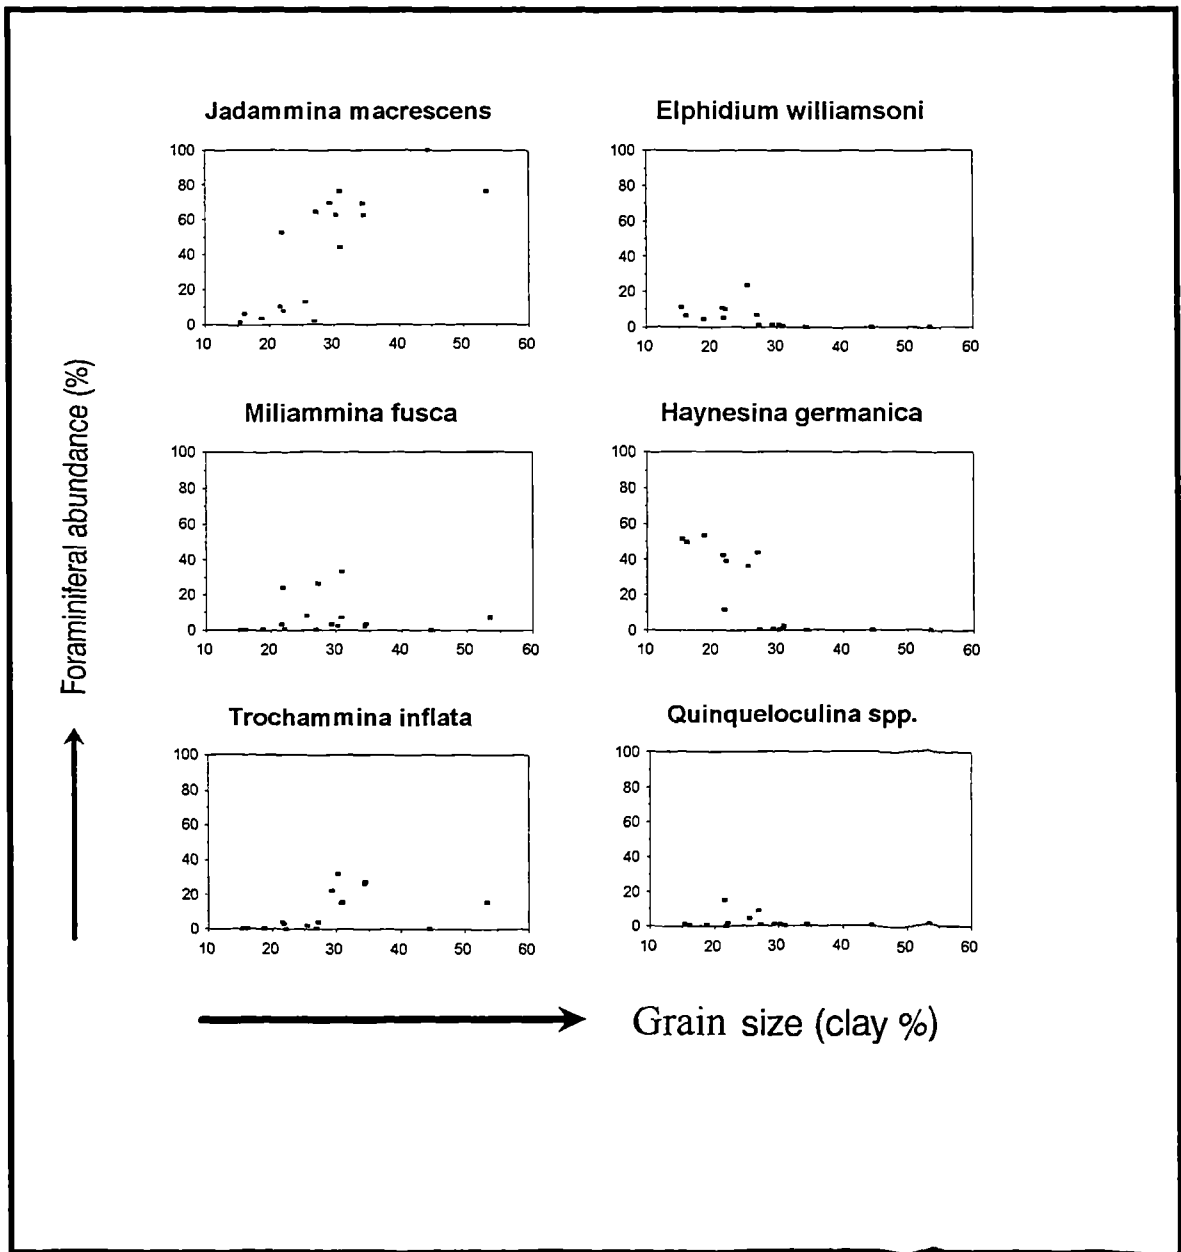 Jadammina macrescens
100
80
60
40
20
0
10 20 30 40 50 60
Elphidium williamsoni
100
80
60
40
20
0
10 20 30 40 50 60
Miliammina fusca
100
80
60
40
20
0
10 20 30 40 50 60
Haynesina germanica
100
80
60
40
20
0
10 20 30 40 50 60
Trochammina inflata
100
80
60
40
20
0
10 20 30 40 50 60
Quinqueloculina spp.
100
80
60
40
20
0
10 20 30 40 50 60
Foraminiferal abundance (%)
Grain size (clay %)